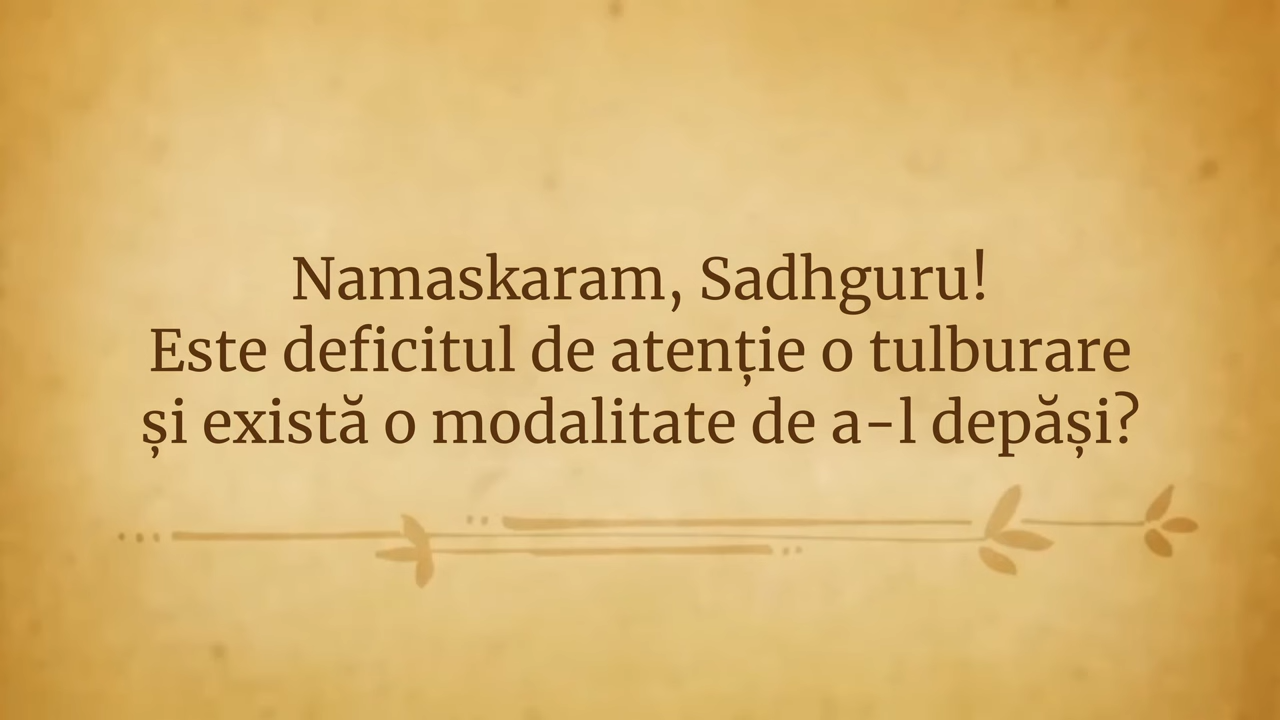 Namaskaram, Sadhguru!
Este deficitul de atenție o tulburare
și există o modalitate de a-l depăși?